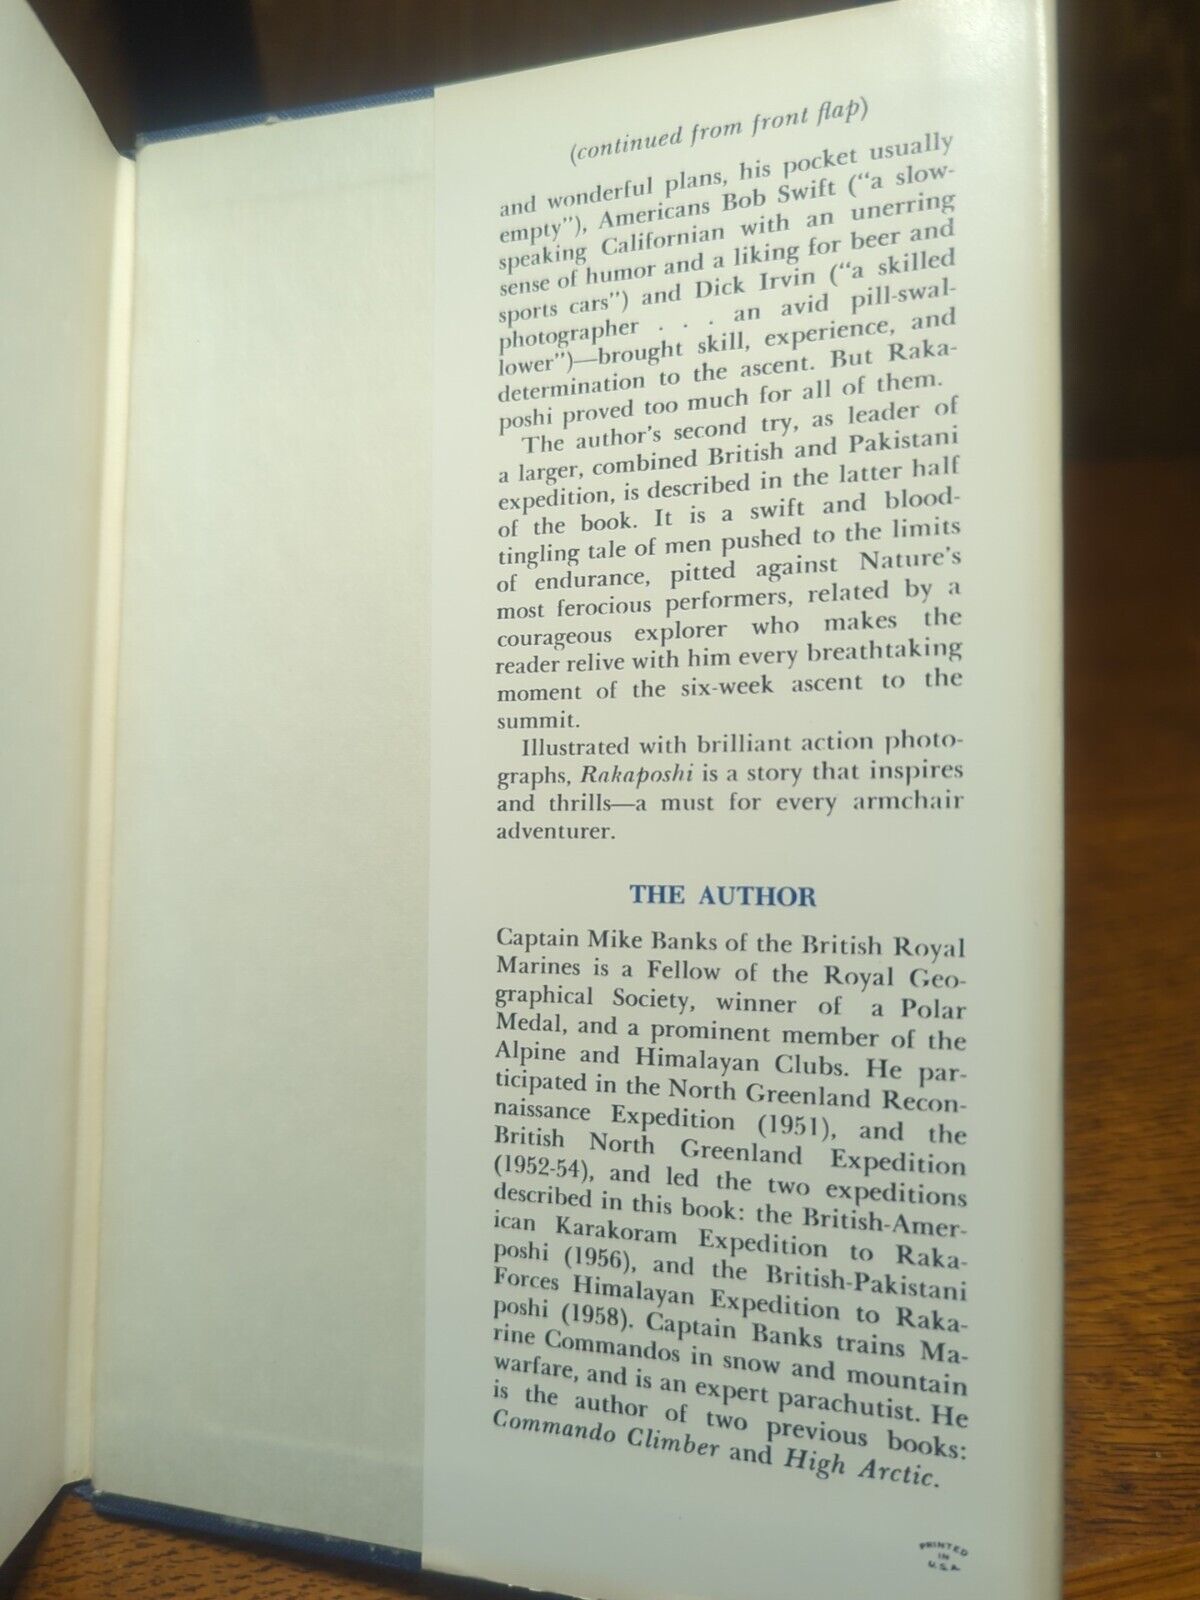 (continued from front flap)
and wonderful plans, his pocket usually
empty”), Americans Bob Swift (“a slow-
speaking Californian with an unerring
sense of humor and a liking for beer and
sports cars”) and Dick Irvin (“a skilled
photographer . . . an avid pill-swal-
lower”)—brought skill, experience, and
determination to the ascent. But Raka-
poshi proved too much for all of them.
The author’s second try, as leader of
a larger, combined British and Pakistani
expedition, is described in the latter half
of the book. It is a swift and blood-
tingling tale of men pushed to the limits
of endurance, pitted against Nature’s
most ferocious performers, related by a
courageous explorer who makes the
reader relive with him every breathtaking
moment of the six-week ascent to the
summit.
Illustrated with brilliant action photo-
graphs, Rakaposhi is a story that inspires
and thrills—a must for every armchair
adventurer.
THE AUTHOR
Captain Mike Banks of the British Royal
Marines is a Fellow of the Royal Geo-
graphical Society, winner of a Polar
Medal, and a prominent member of the
Alpine and Himalayan Clubs. He par-
ticipated in the North Greenland Recon-
naissance Expedition (1951), and the
British North Greenland Expedition
(1952-54), and led the two expeditions
described in this book: the British-Amer-
ican Karakoram Expedition to Raka-
poshi (1956), and the British-Pakistani
Forces Himalayan Expedition to Raka-
poshi (1958). Captain Banks trains Ma-
rine Commandos in snow and mountain
warfare, and is an expert parachutist. He
is the author of two previous books:
Commando Climber and High Arctic.
PRINTED
IN
U.S.A.